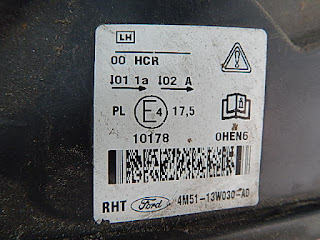 LH
00 HCR
I01 1a I02 A
PL E4 17,5
10178 0HEN6
RHT Ford 4M51-13W030-AD